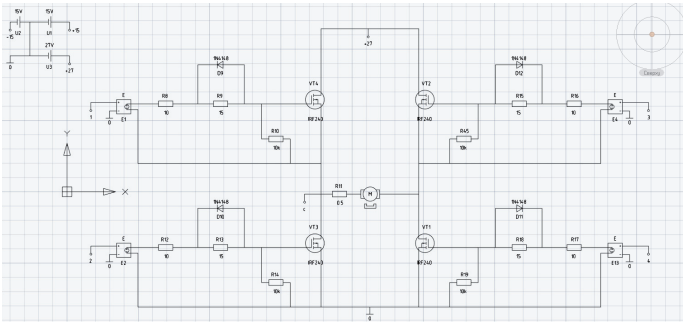 15V 15V
-15 U2 U1 +15
27V
0 U3 +27
+27
1N4148
D9
1N4148
D12
VT4
VT2
E R8 R9
1 0 E1 10 15
IRF240
IRF240
R15 R16 E
15 10 E4 0 3
R10
10k
R45
10k
Y
X
R11
0.5
M
c
1N4148
D10
1N4148
D11
VT3
VT1
E R12 R13
2 0 E2 10 15
IRF240
IRF240
R18 R17 E
15 10 E13 0 4
R14
10k
R19
10k
0